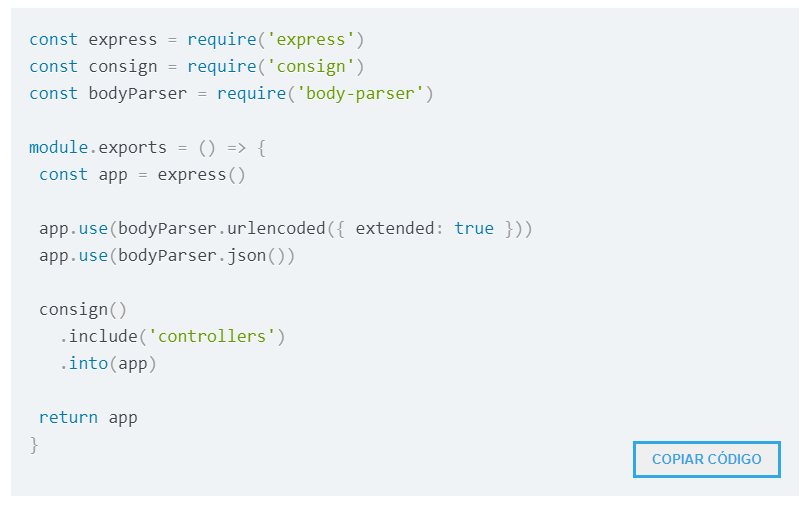 const express = require('express')
const consign = require('consign')
const bodyParser = require('body-parser')
module.exports = () => {
const app = express()
app.use(bodyParser.urlencoded({ extended: true }))
app.use(bodyParser.json())
consign()
.include('controllers')
.into(app)
return app
}
COPIAR CÓDIGO